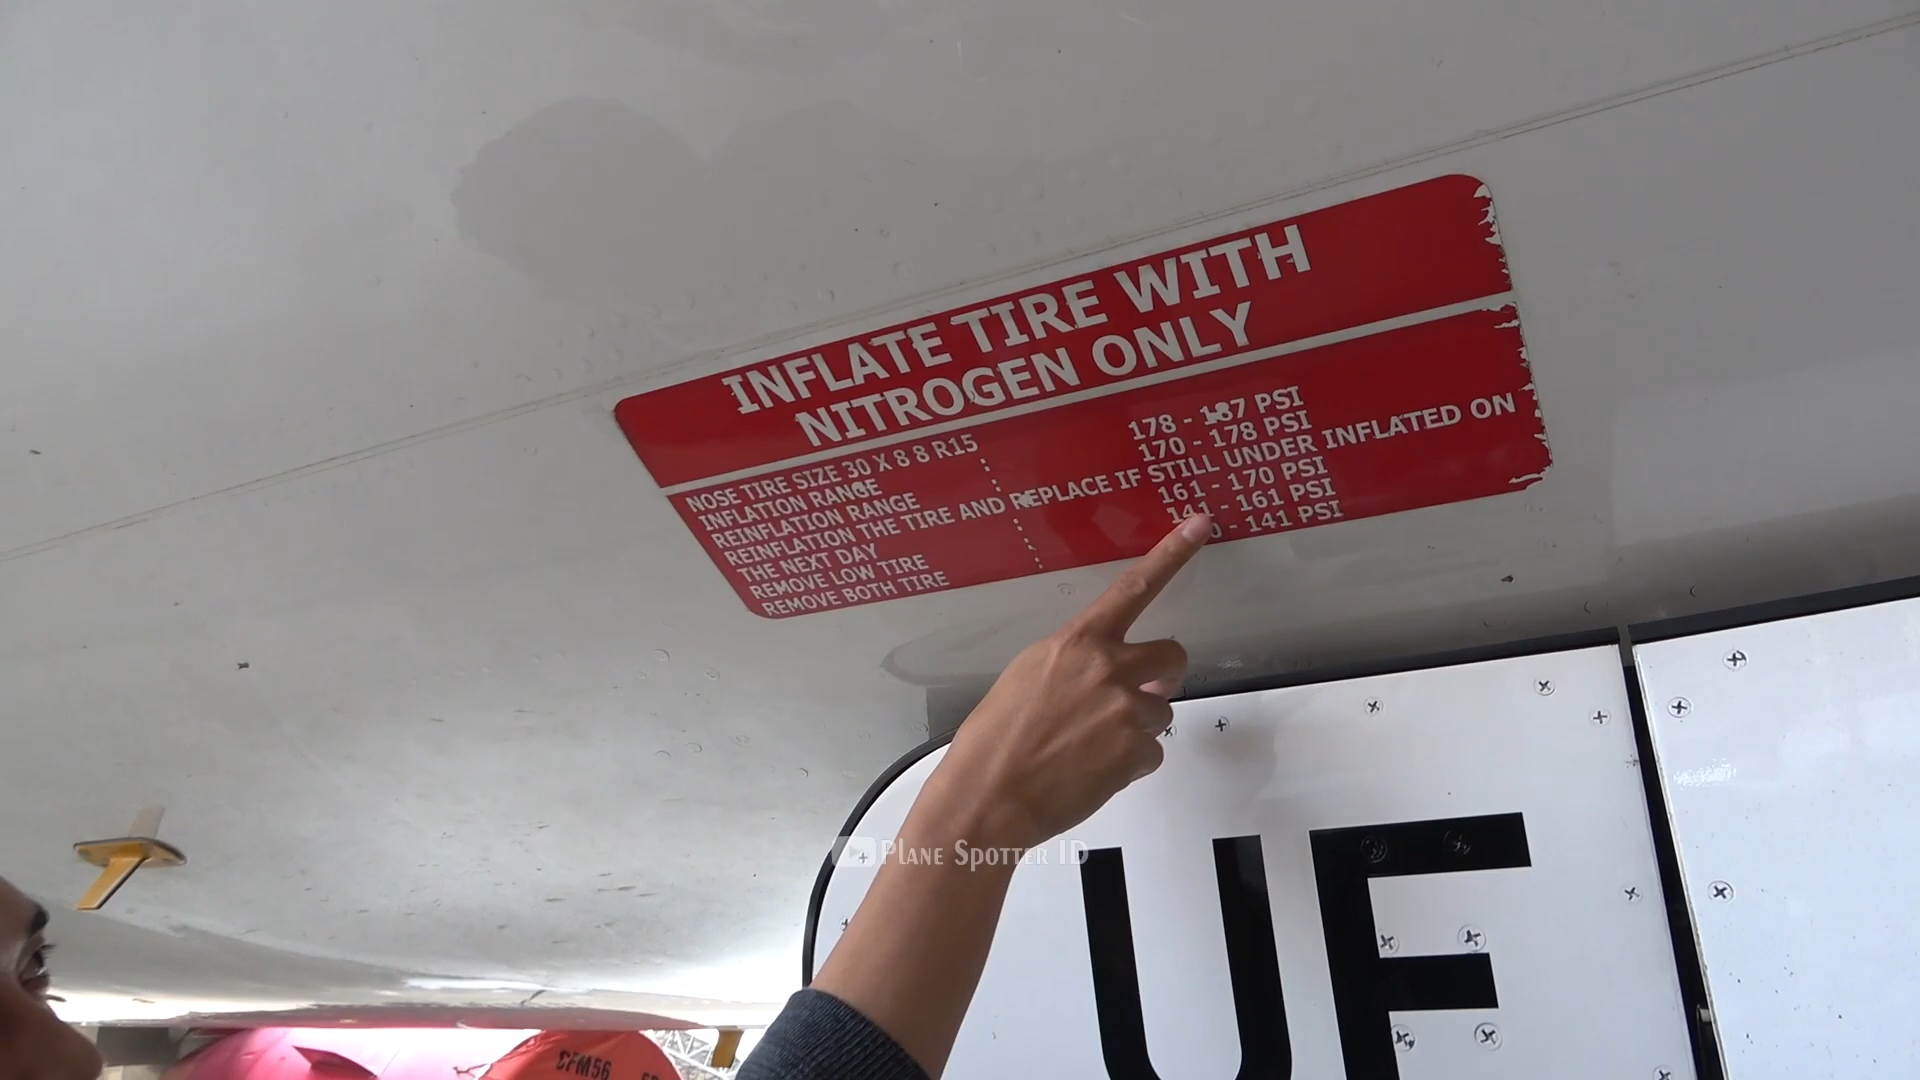 INFLATE TIRE WITH
NITROGEN ONLY
NOSE TIRE SIZE 30 X 8 8 R15
INFLATION RANGE 178 - 187 PSI
REINFLATION RANGE 170 - 178 PSI
REINFLATION THE TIRE AND REPLACE IF STILL UNDER INFLATED ON
THE NEXT DAY 161 - 170 PSI
REMOVE LOW TIRE 141 - 161 PSI
REMOVE BOTH TIRE 0 - 141 PSI
PLANE SPOTTER ID
UF
CFM56